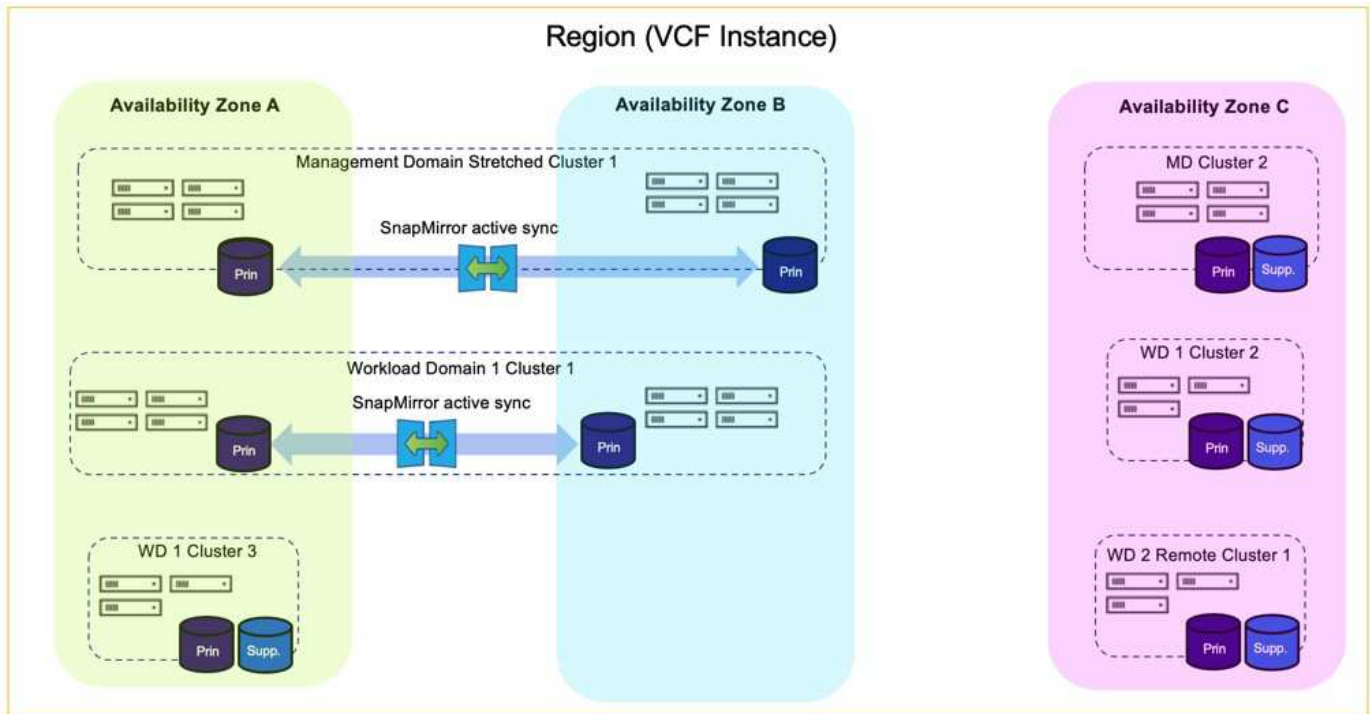 Region (VCF Instance)
Availability Zone A
Availability Zone B
Availability Zone C
Management Domain Stretched Cluster 1
SnapMirror active sync
Prin
Prin
MD Cluster 2
Prin
Supp.
Workload Domain 1 Cluster 1
SnapMirror active sync
Prin
Prin
WD 1 Cluster 2
Prin
Supp.
WD 1 Cluster 3
Prin
Supp.
WD 2 Remote Cluster 1
Prin
Supp.